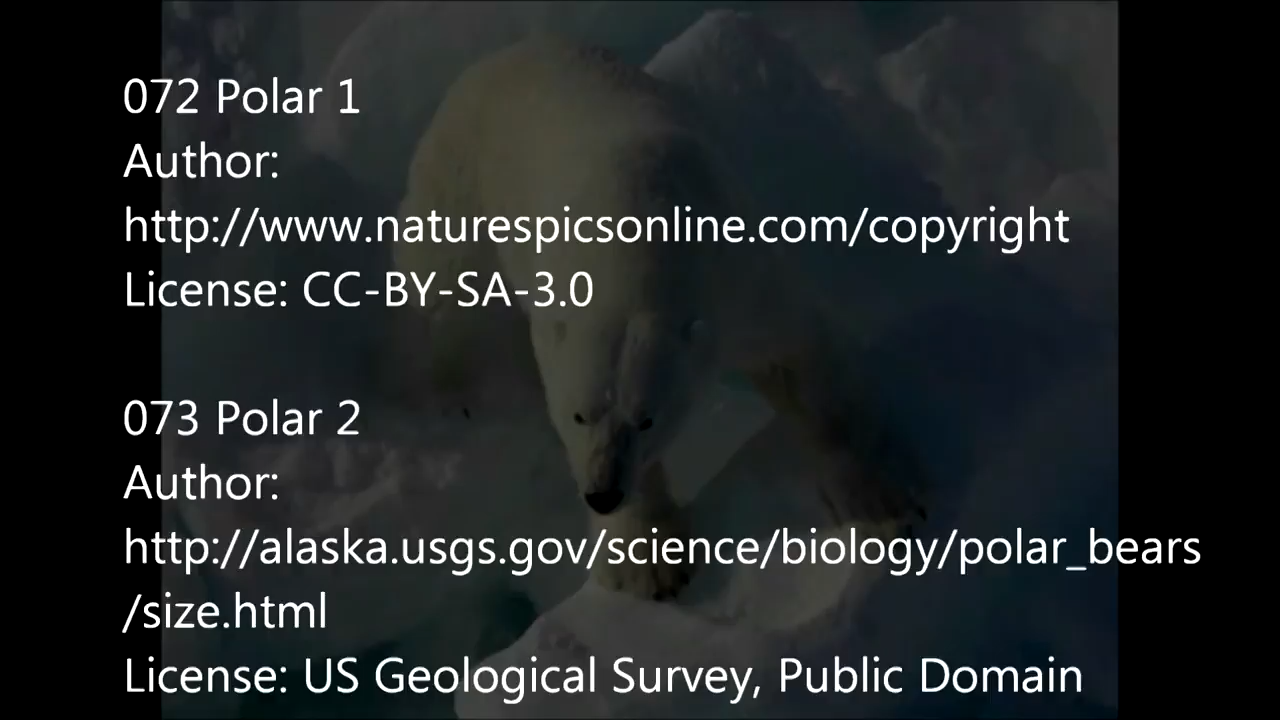 072 Polar 1
Author:
http://www.naturespicsonline.com/copyright
License: CC-BY-SA-3.0
073 Polar 2
Author:
http://alaska.usgs.gov/science/biology/polar_bears
/size.html
License: US Geological Survey, Public Domain